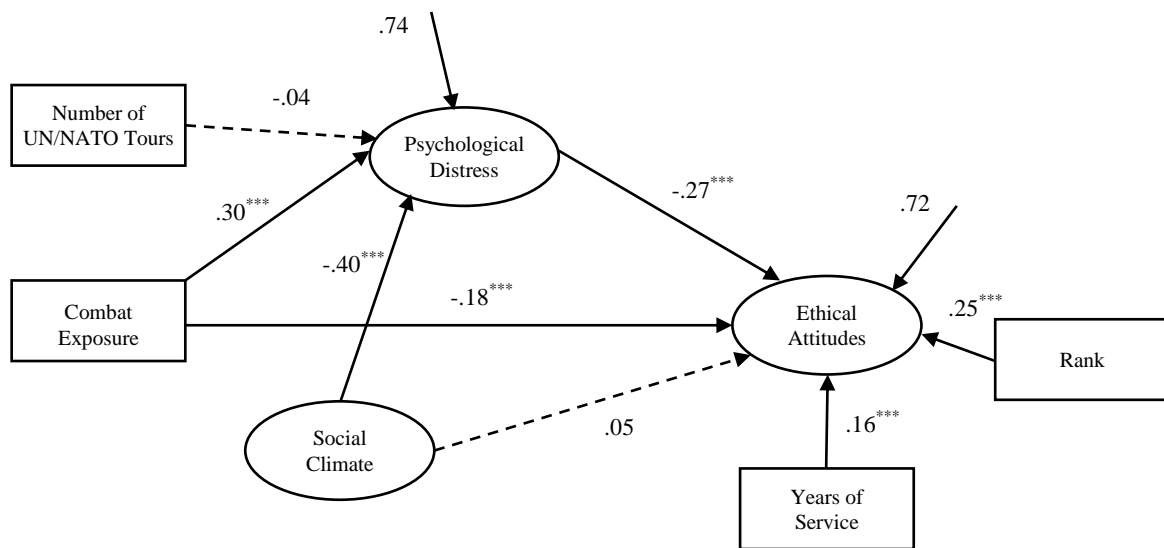 .74
Number of
UN/NATO Tours
-.04
Psychological
Distress
.30***
-.40***
-.27***
.72
Combat
Exposure
-.18***
Ethical
Attitudes
.25***
Rank
Social
Climate
.05
.16***
Years of
Service